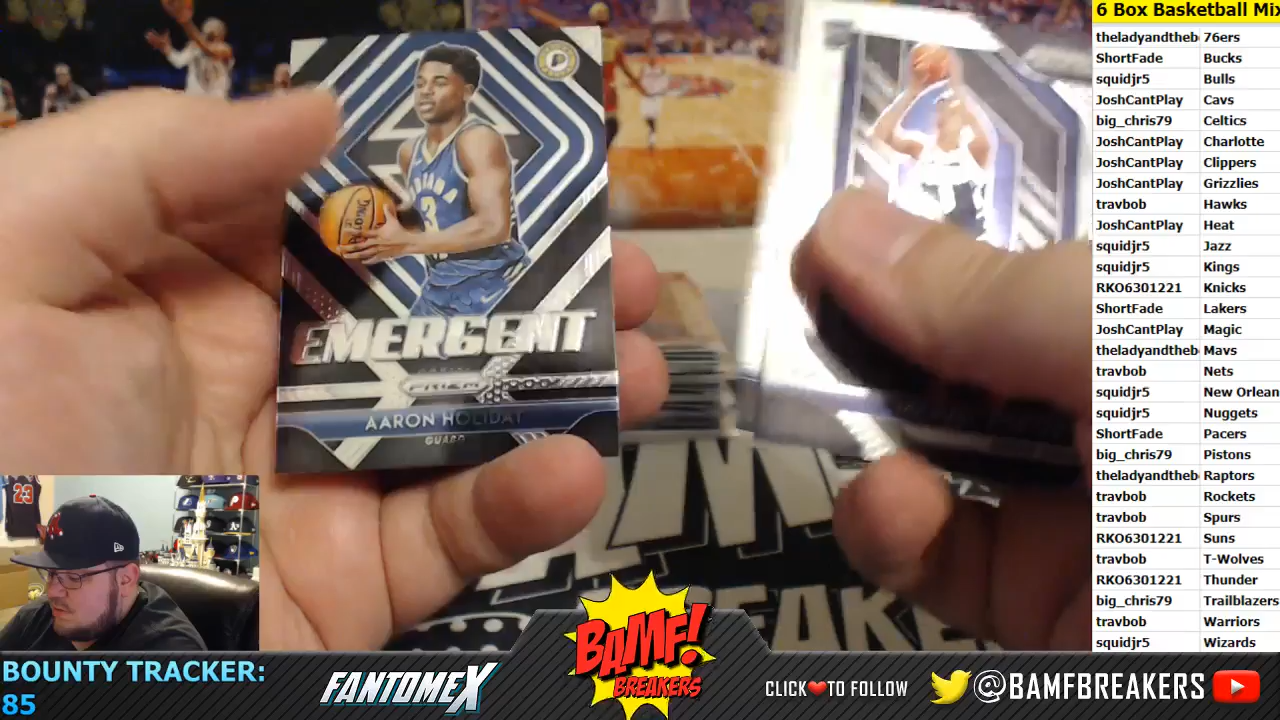 INDIANA
3
EMERGENT
PRIZM
AARON HOLIDAY
GUARD
6 Box Basketball Mix
theladyandtheb 76ers
ShortFade Bucks
squidjr5 Bulls
JoshCantPlay Cavs
big_chris79 Celtics
JoshCantPlay Charlotte
JoshCantPlay Clippers
JoshCantPlay Grizzlies
travbob Hawks
JoshCantPlay Heat
squidjr5 Jazz
squidjr5 Kings
RKO6301221 Knicks
ShortFade Lakers
JoshCantPlay Magic
theladyandtheb Mavs
travbob Nets
squidjr5 New Orlean
squidjr5 Nuggets
ShortFade Pacers
big_chris79 Pistons
theladyandtheb Raptors
travbob Rockets
travbob Spurs
RKO6301221 Suns
travbob T-Wolves
RKO6301221 Thunder
big_chris79 Trailblazers
travbob Warriors
squidjr5 Wizards
23
BOUNTY TRACKER:
85
FANTOMEX
BAMF!
BREAKERS
CLICK❤TO FOLLOW
@BAMFBREAKERS